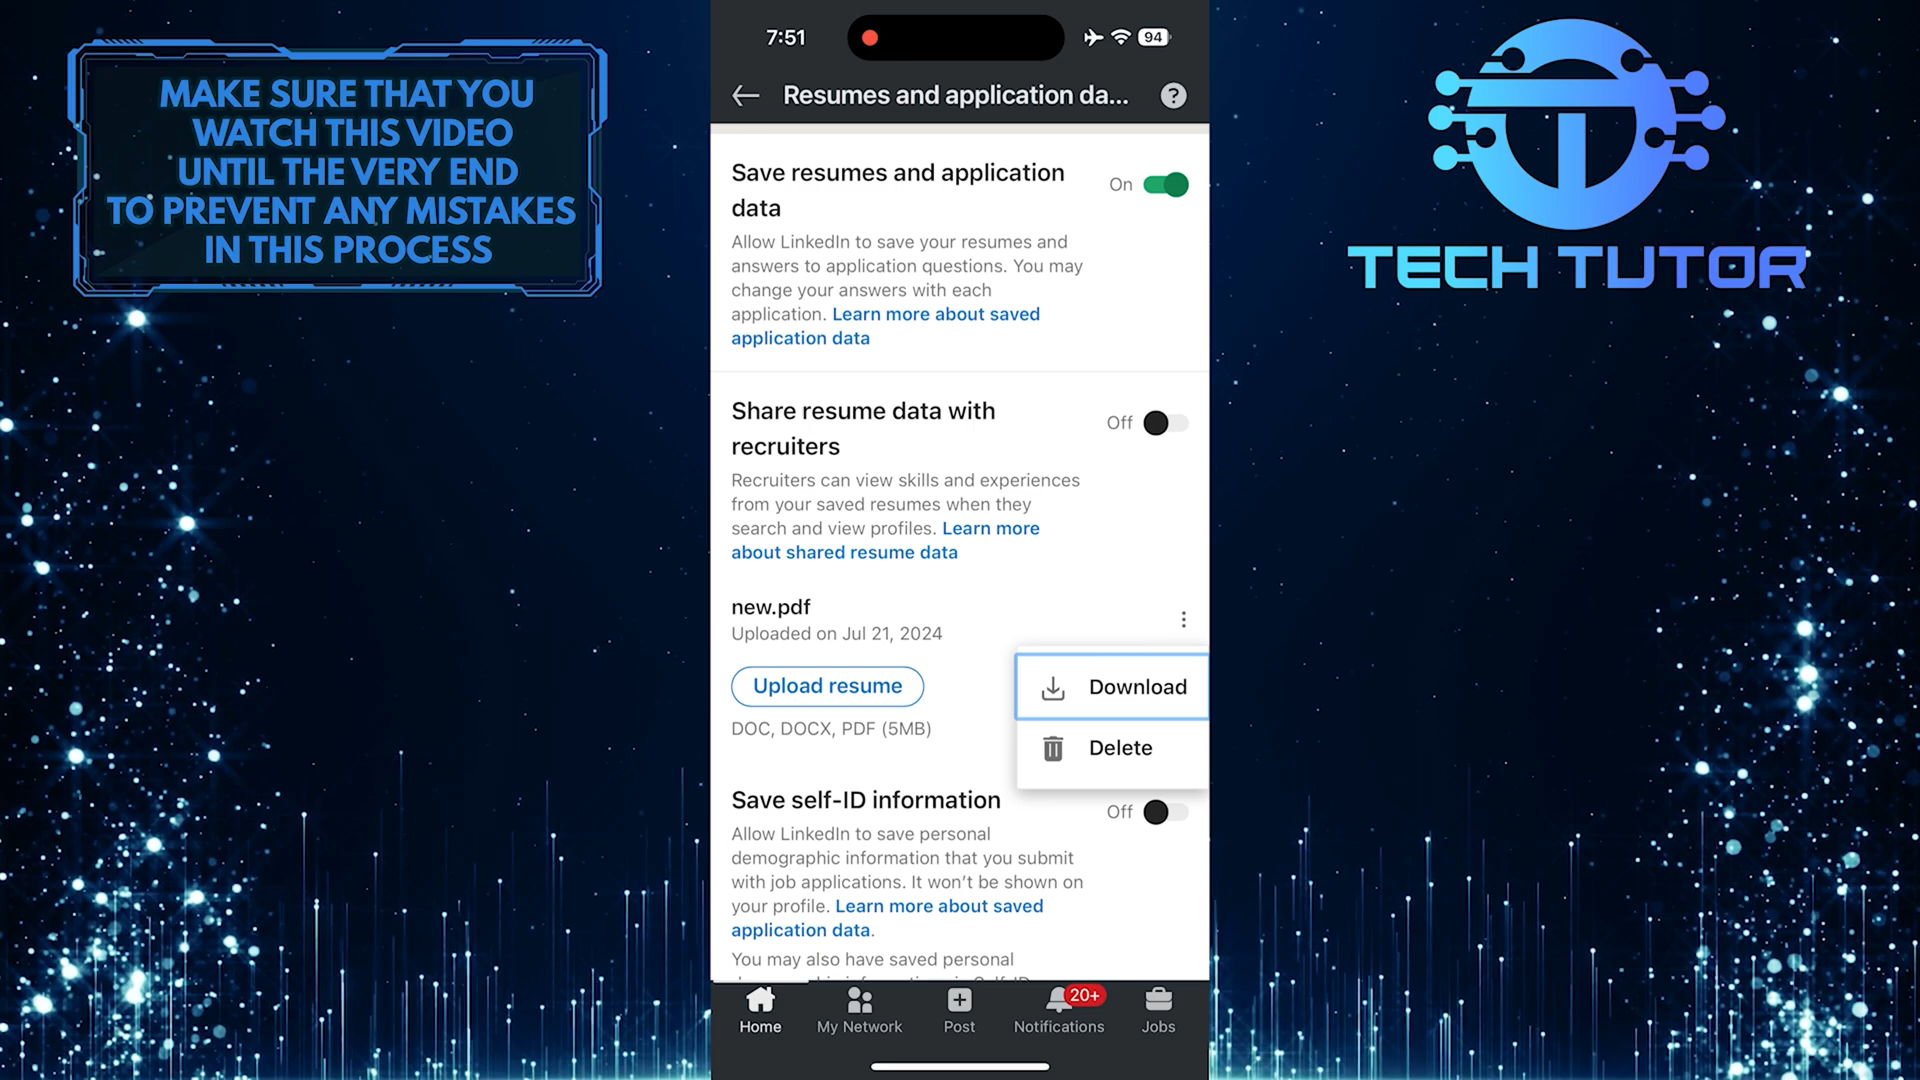 MAKE SURE THAT YOU
WATCH THIS VIDEO
UNTIL THE VERY END
TO PREVENT ANY MISTAKES
IN THIS PROCESS
7:51
94
Resumes and application da...
?
Save resumes and application
data
On
Allow LinkedIn to save your resumes and
answers to application questions. You may
change your answers with each
application. Learn more about saved
application data
Share resume data with
recruiters
Off
Recruiters can view skills and experiences
from your saved resumes when they
search and view profiles. Learn more
about shared resume data
new.pdf
Uploaded on Jul 21, 2024
Upload resume
DOC, DOCX, PDF (5MB)
Download
Delete
Save self-ID information
Off
Allow LinkedIn to save personal
demographic information that you submit
with job applications. It won't be shown on
your profile. Learn more about saved
application data.
You may also have saved personal
Home
My Network
Post
20+
Notifications
Jobs
TECH TUTOR